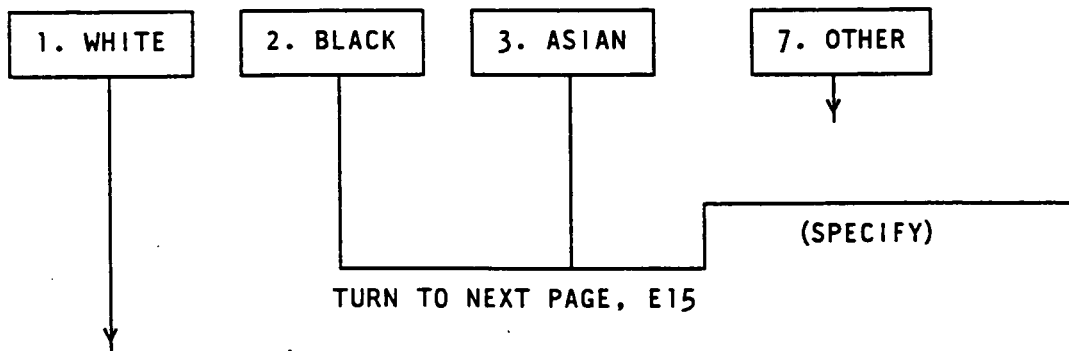 1. WHITE 2. BLACK 3. ASIAN 7. OTHER
(SPECIFY)
TURN TO NEXT PAGE, E15